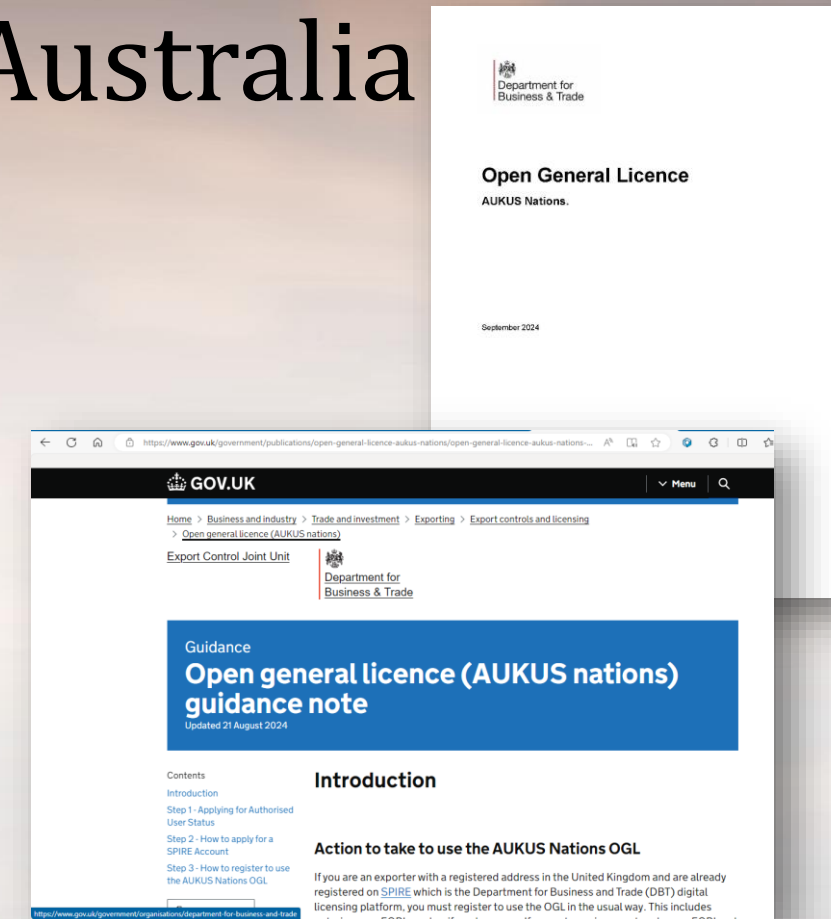 Australia
Department for
Business & Trade
Open General Licence
AUKUS Nations.
September 2024
https://www.gov.uk/government/publications/open-general-licence-aukus-nations/open-general-licence-aukus-nations-...
GOV.UK
Menu
Home > Business and industry > Trade and investment > Exporting > Export controls and licensing
> Open general licence (AUKUS nations)
Export Control Joint Unit
Department for
Business & Trade
Guidance
Open general licence (AUKUS nations)
guidance note
Updated 21 August 2024
Contents
Introduction
Step 1 - Applying for Authorised
User Status
Step 2 - How to apply for a
SPIRE Account
Step 3 - How to register to use
the AUKUS Nations OGL
Introduction
Action to take to use the AUKUS Nations OGL
If you are an exporter with a registered address in the United Kingdom and are already
registered on SPIRE which is the Department for Business and Trade (DBT) digital
licensing platform, you must register to use the OGL in the usual way. This includes
https://www.gov.uk/government/organisations/department-for-business-and-trade